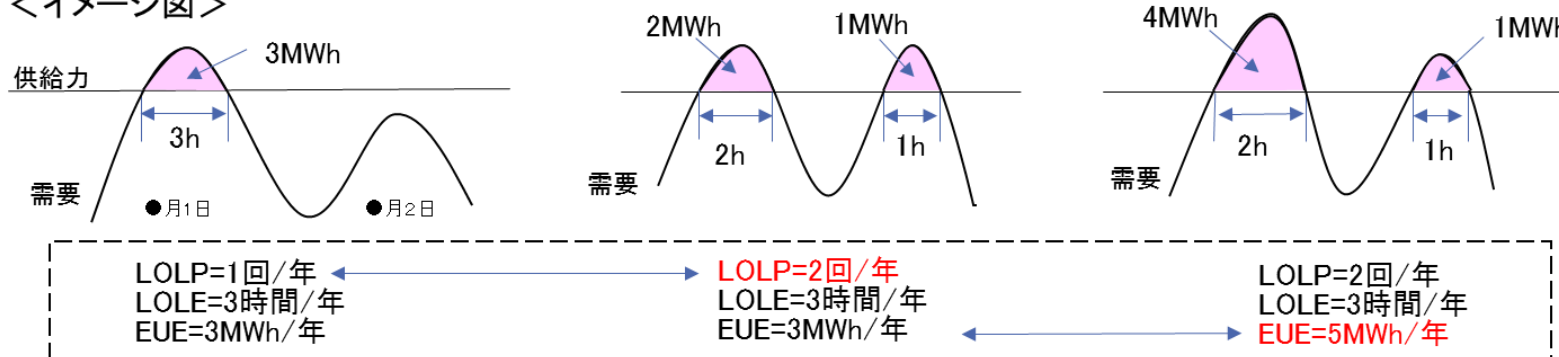 ＜イメージ図＞
供給力
3MWh
3h
需要
●月1日
●月2日
2MWh
1MWh
2h
1h
需要
4MWh
1MWh
2h
1h
需要
LOLP=1回/年
LOLE=3時間/年
EUE=3MWh/年
LOLP=2回/年
LOLE=3時間/年
EUE=3MWh/年
LOLP=2回/年
LOLE=3時間/年
EUE=5MWh/年